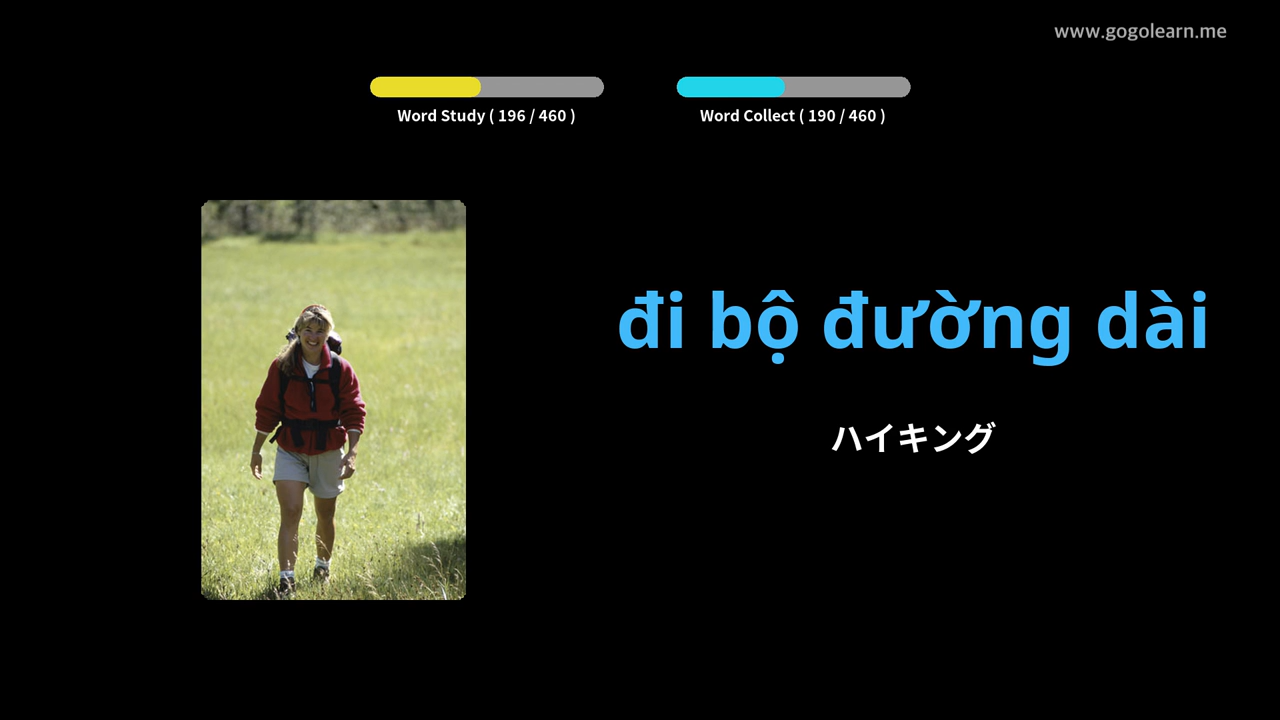 www.gogolearn.me
Word Study ( 196 / 460 )
Word Collect ( 190 / 460 )
đi bộ đường dài
ハイキング